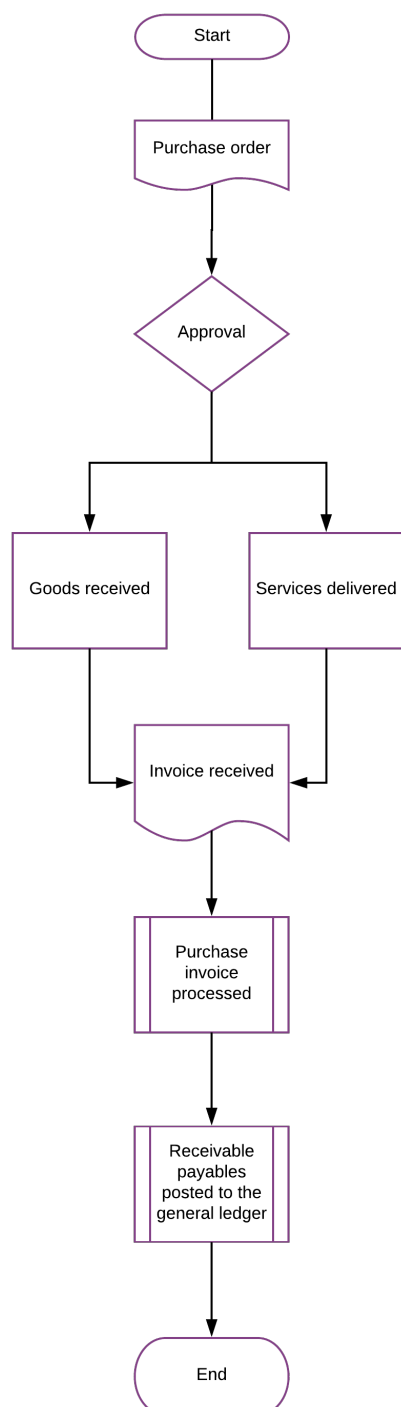 Start
Purchase order
Approval
Goods received
Services delivered
Invoice received
Purchase
invoice
processed
Receivable
payables
posted to the
general ledger
End